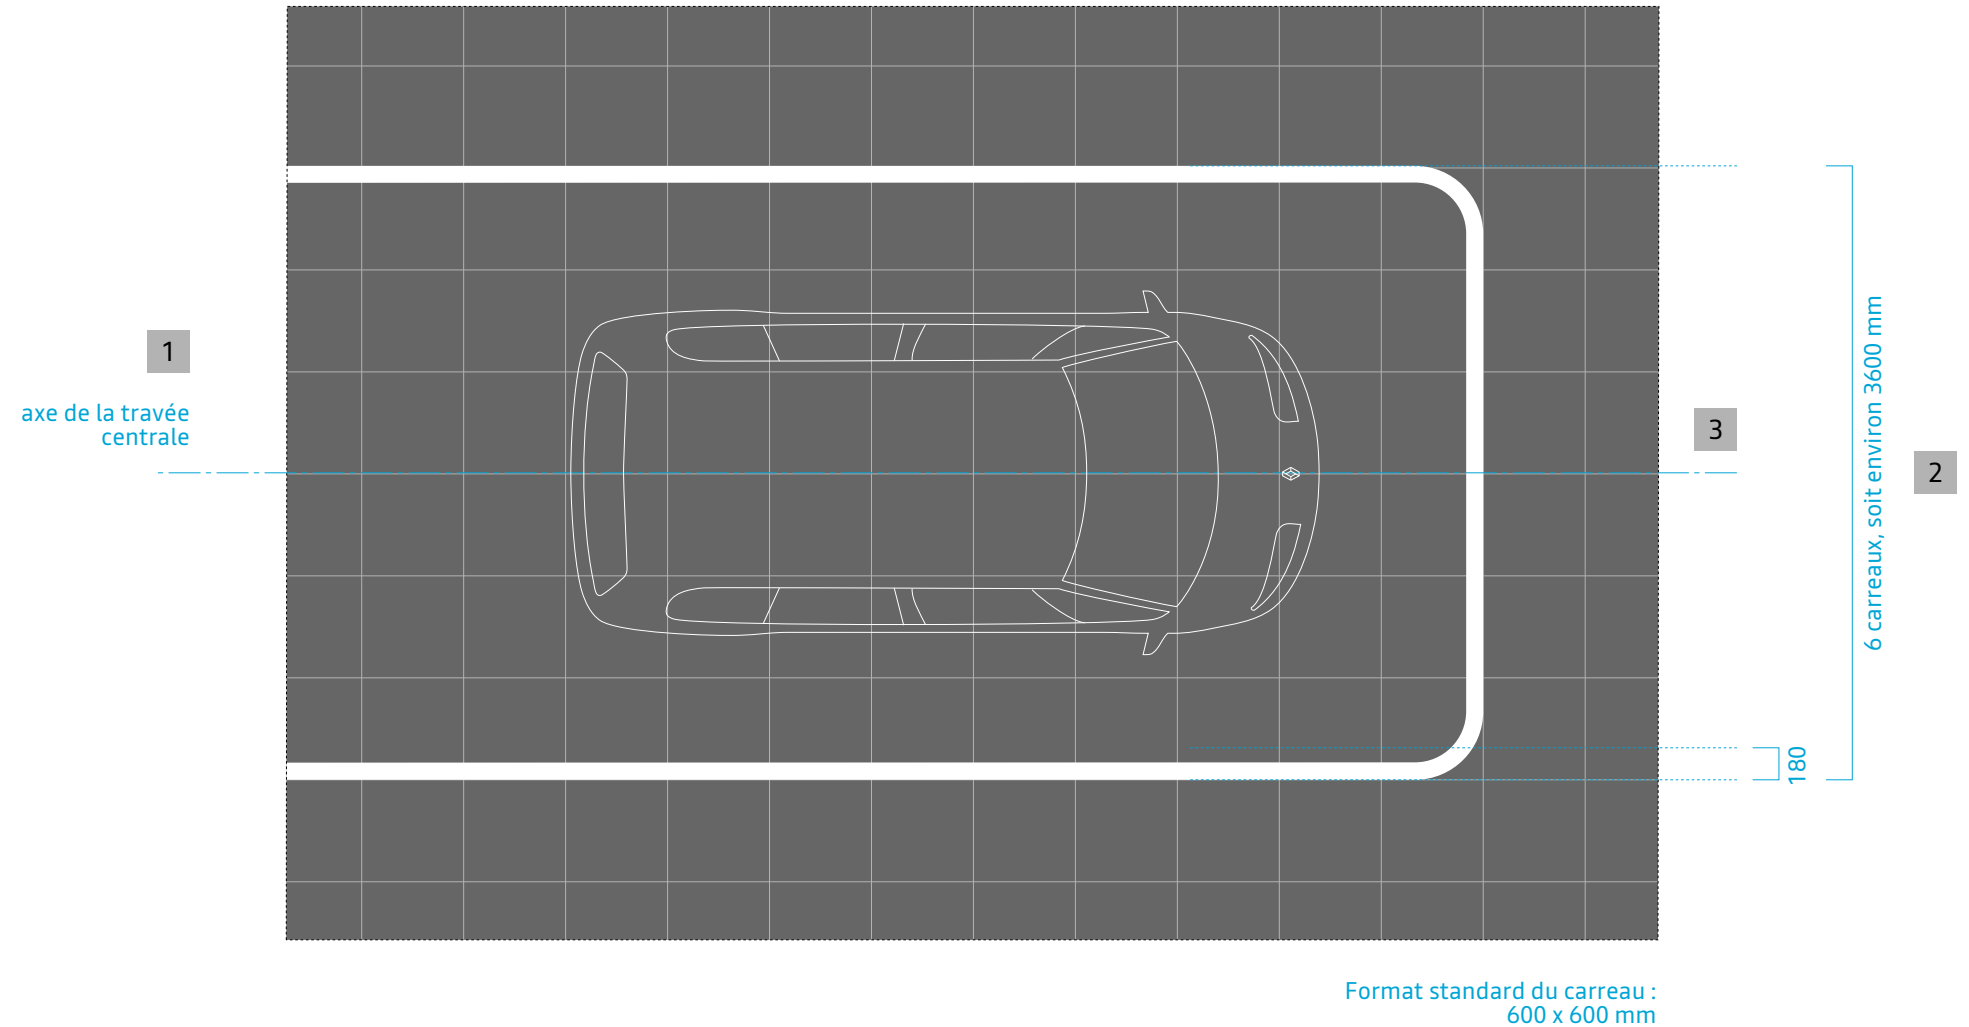 1
axe de la travée
centrale
3
6 carreaux, soit environ 3600 mm
2
180
Format standard du carreau :
600 x 600 mm